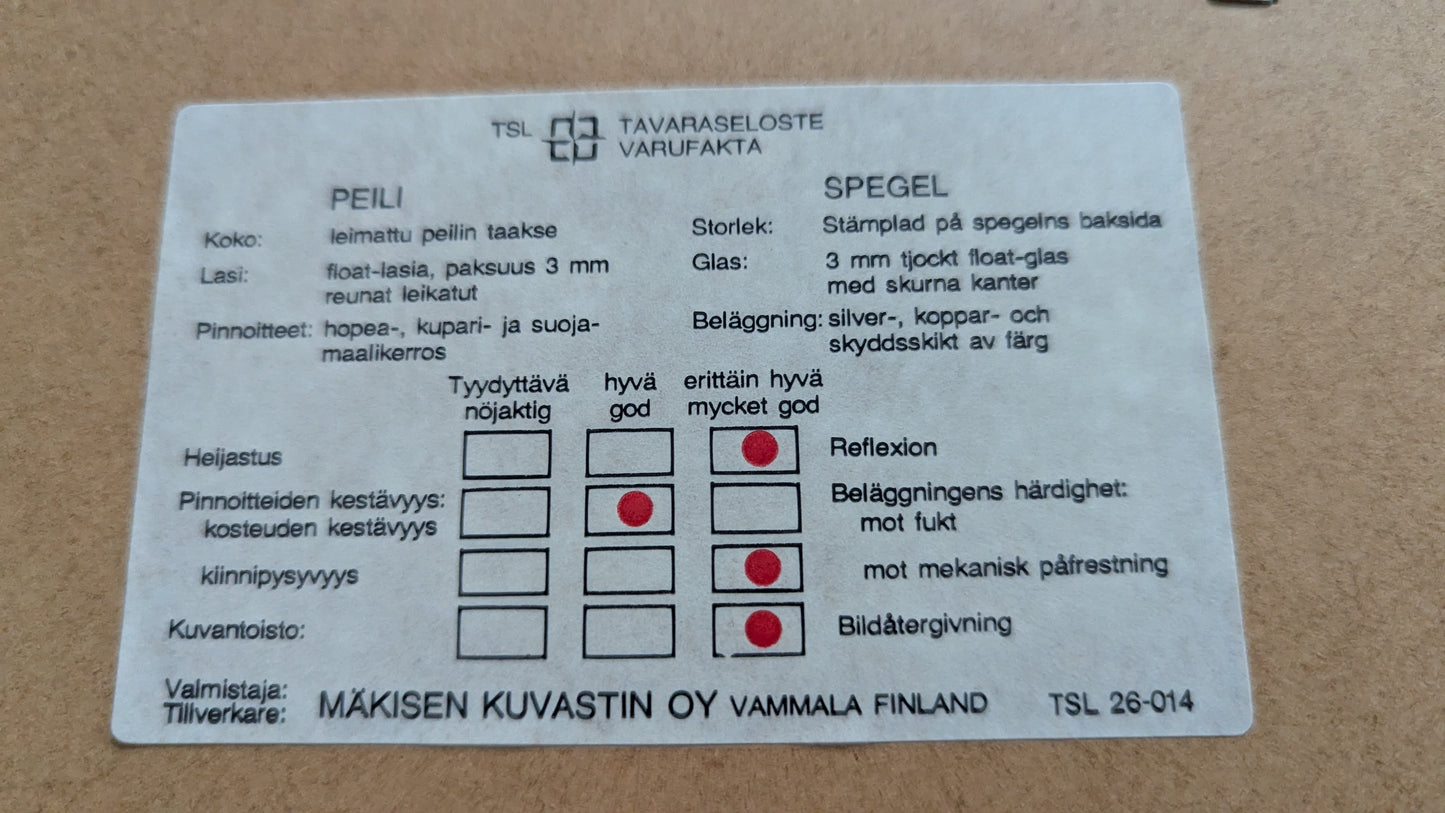 TSL TAVARASELOSTE
VARUFAKTA
PEILI
Koko: leimattu peilin taakse
Lasi: float-lasia, paksuus 3 mm
reunat leikatut
Pinnoitteet: hopea-, kupari- ja suoja-
maalikerros
SPEGEL
Storlek: Stämplad på spegelns baksida
Glas: 3 mm tjockt float-glas
med skurna kanter
Beläggning: silver-, koppar- och
skyddsskikt av färg
Tyydyttävä hyvä erittäin hyvä
nöjaktig god mycket god
Heijastus Reflexion
Pinnoitteiden kestävyys: Beläggningens härdighet:
kosteuden kestävyys mot fukt
kiinnipysyvyys mot mekanisk påfrestning
Kuvantoisto: Bildåtergivning
Valmistaja:
Tillverkare: MÄKISEN KUVASTIN OY VAMMALA FINLAND TSL 26-014